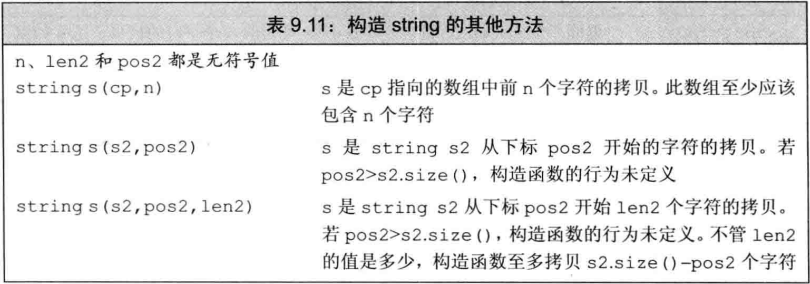 表 9.11：构造 string 的其他方法
n、len2 和 pos2 都是无符号值
string s(cp,n) s 是 cp 指向的数组中前 n 个字符的拷贝。此数组至少应该
包含 n 个字符
string s(s2,pos2) s 是 string s2 从下标 pos2 开始的字符的拷贝。若
pos2>s2.size()，构造函数的行为未定义
string s(s2,pos2,len2) s 是 string s2 从下标 pos2 开始 len2 个字符的拷贝。
若 pos2>s2.size()，构造函数的行为未定义。不管 len2
的值是多少，构造函数至多拷贝 s2.size()-pos2 个字符